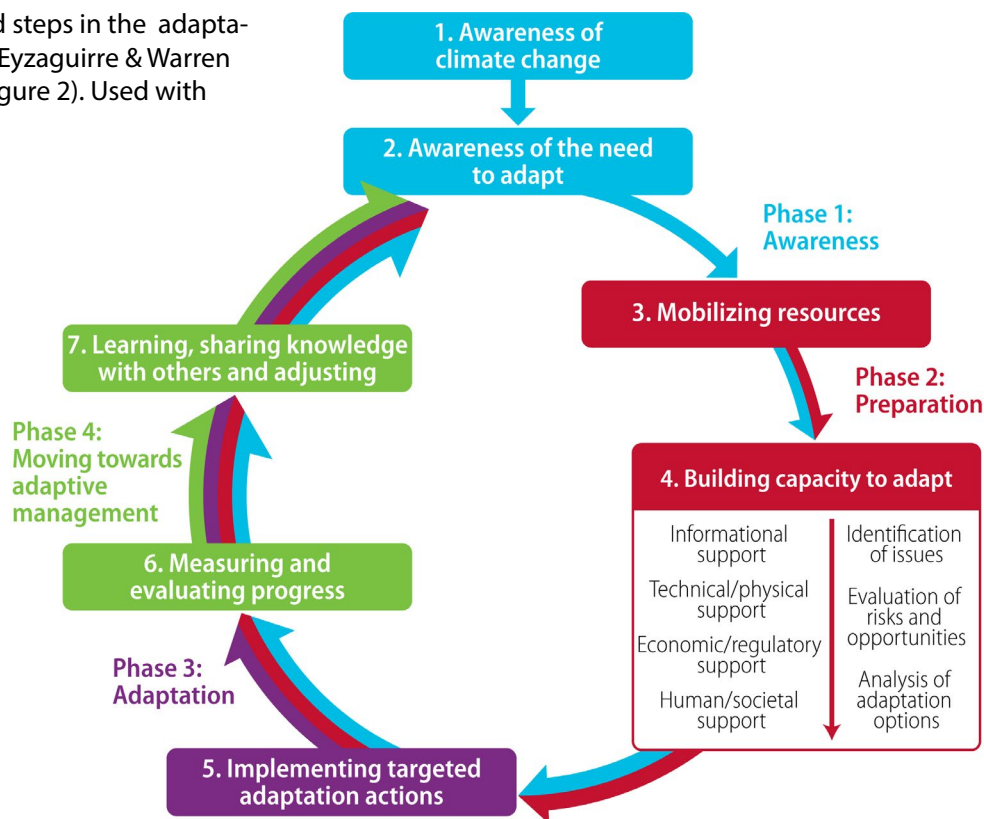 d steps in the adapta-
Eyzaguirre & Warren
gure 2). Used with
1. Awareness of
climate change
2. Awareness of the need
to adapt
Phase 1:
Awareness
3. Mobilizing resources
Phase 2:
Preparation
4. Building capacity to adapt
Informational
support
Technical/physical
support
Economic/regulatory
support
Human/societal
support
Identification
of issues
Evaluation of
risks and
opportunities
Analysis of
adaptation
options
5. Implementing targeted
adaptation actions
Phase 3:
Adaptation
6. Measuring and
evaluating progress
Phase 4:
Moving towards
adaptive
management
7. Learning, sharing knowledge
with others and adjusting